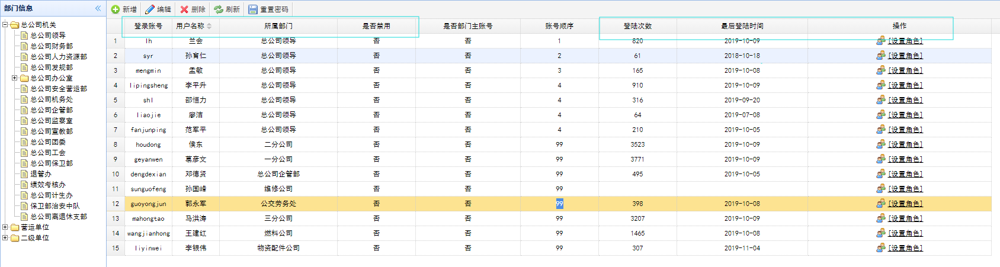 部门信息
总公司机关
总公司领导
总公司财务部
总公司人力资源部
总公司发规部
总公司办公室
总公司安全营运部
总公司机务处
总公司企管部
总公司监察室
总公司宣教部
总公司团委
总公司工会
总公司保卫部
退管办
绩效考核办
总公司计生办
保卫部治安中队
总公司离退休支部
营运单位
二级单位
新增 编辑 删除 刷新 重置密码
登录账号 用户名称 所属部门 是否禁用 是否部门主账号 账号顺序 登陆次数 最后登陆时间 操作
1 lh 兰会 总公司领导 否 否 1 820 2019-10-09 [设置角色]
2 syr 孙育仁 总公司领导 否 否 2 61 2018-10-18 [设置角色]
3 mengmin 孟敏 总公司领导 否 否 3 165 2019-10-08 [设置角色]
4 lipingsheng 李平升 总公司领导 否 否 4 910 2019-10-09 [设置角色]
5 shl 邵恒力 总公司领导 否 否 4 316 2019-09-20 [设置角色]
6 liaojie 廖洁 总公司领导 否 否 4 64 2019-07-08 [设置角色]
7 fanjunping 范军平 总公司领导 否 否 4 210 2019-10-05 [设置角色]
8 houdong 侯东 二分公司 否 否 99 3523 2019-10-09 [设置角色]
9 geyanwen 葛彦文 一分公司 否 否 99 3771 2019-10-09 [设置角色]
10 dengdexian 邓德贤 总公司企管部 否 否 99 495 2019-10-05 [设置角色]
11 sunguofeng 孙国峰 维修公司 否 否 99 [设置角色]
12 guoyongjun 郭永军 公交劳务处 否 否 99 398 2019-10-08 [设置角色]
13 mahongtao 马洪涛 三分公司 否 否 99 3207 2019-10-09 [设置角色]
14 wangjianhong 王建红 燃料公司 否 否 99 1465 2019-10-08 [设置角色]
15 liyinwei 李银伟 物资配件公司 否 否 99 307 2019-11-04 [设置角色]